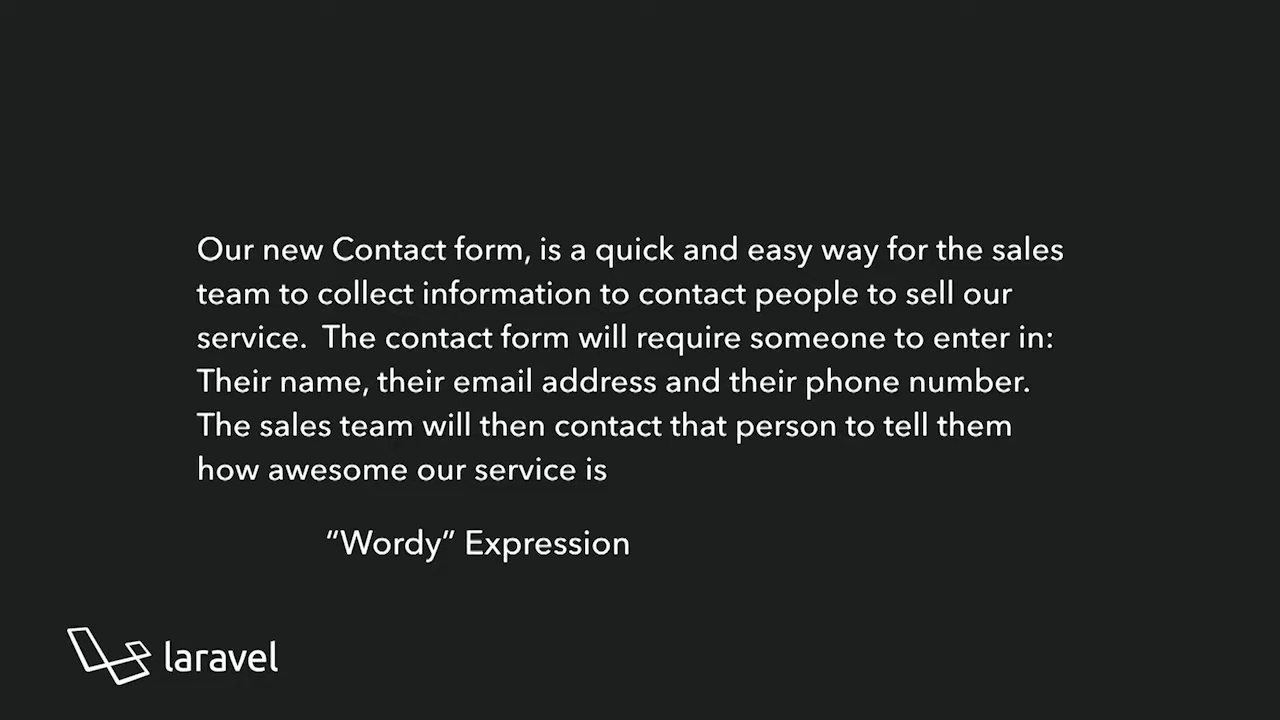 Our new Contact form, is a quick and easy way for the sales
team to collect information to contact people to sell our
service.  The contact form will require someone to enter in:
Their name, their email address and their phone number.
The sales team will then contact that person to tell them
how awesome our service is
“Wordy” Expression
laravel